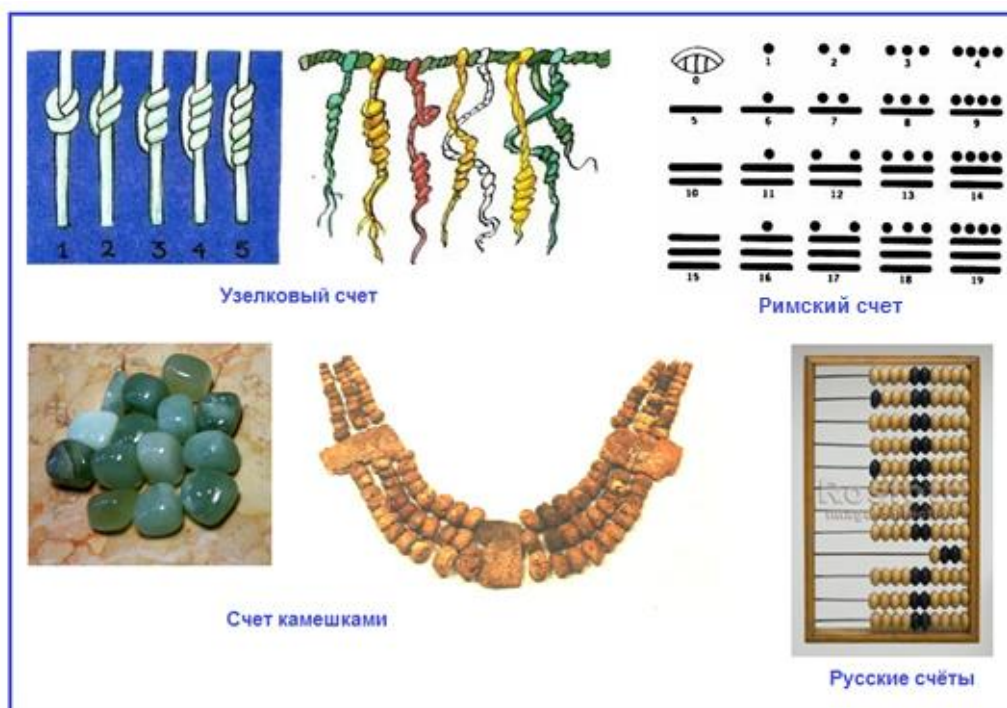 1 2 3 4 5
0 1 2 3 4
5 6 7 8 9
10 11 12 13 14
15 16 17 18 19
Узелковый счет
Римский счет
Счет камешками
Русские счёты